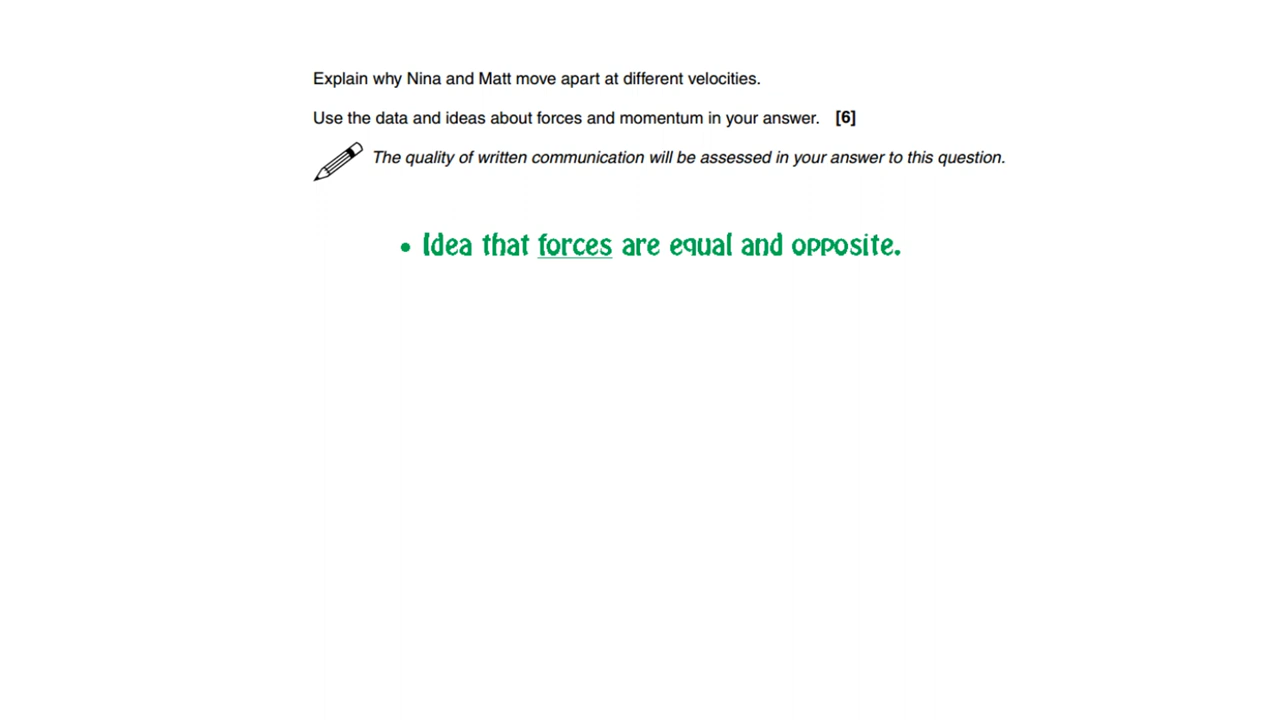 Explain why Nina and Matt move apart at different velocities.
Use the data and ideas about forces and momentum in your answer. [6]
The quality of written communication will be assessed in your answer to this question.
• Idea that forces are equal and opposite.